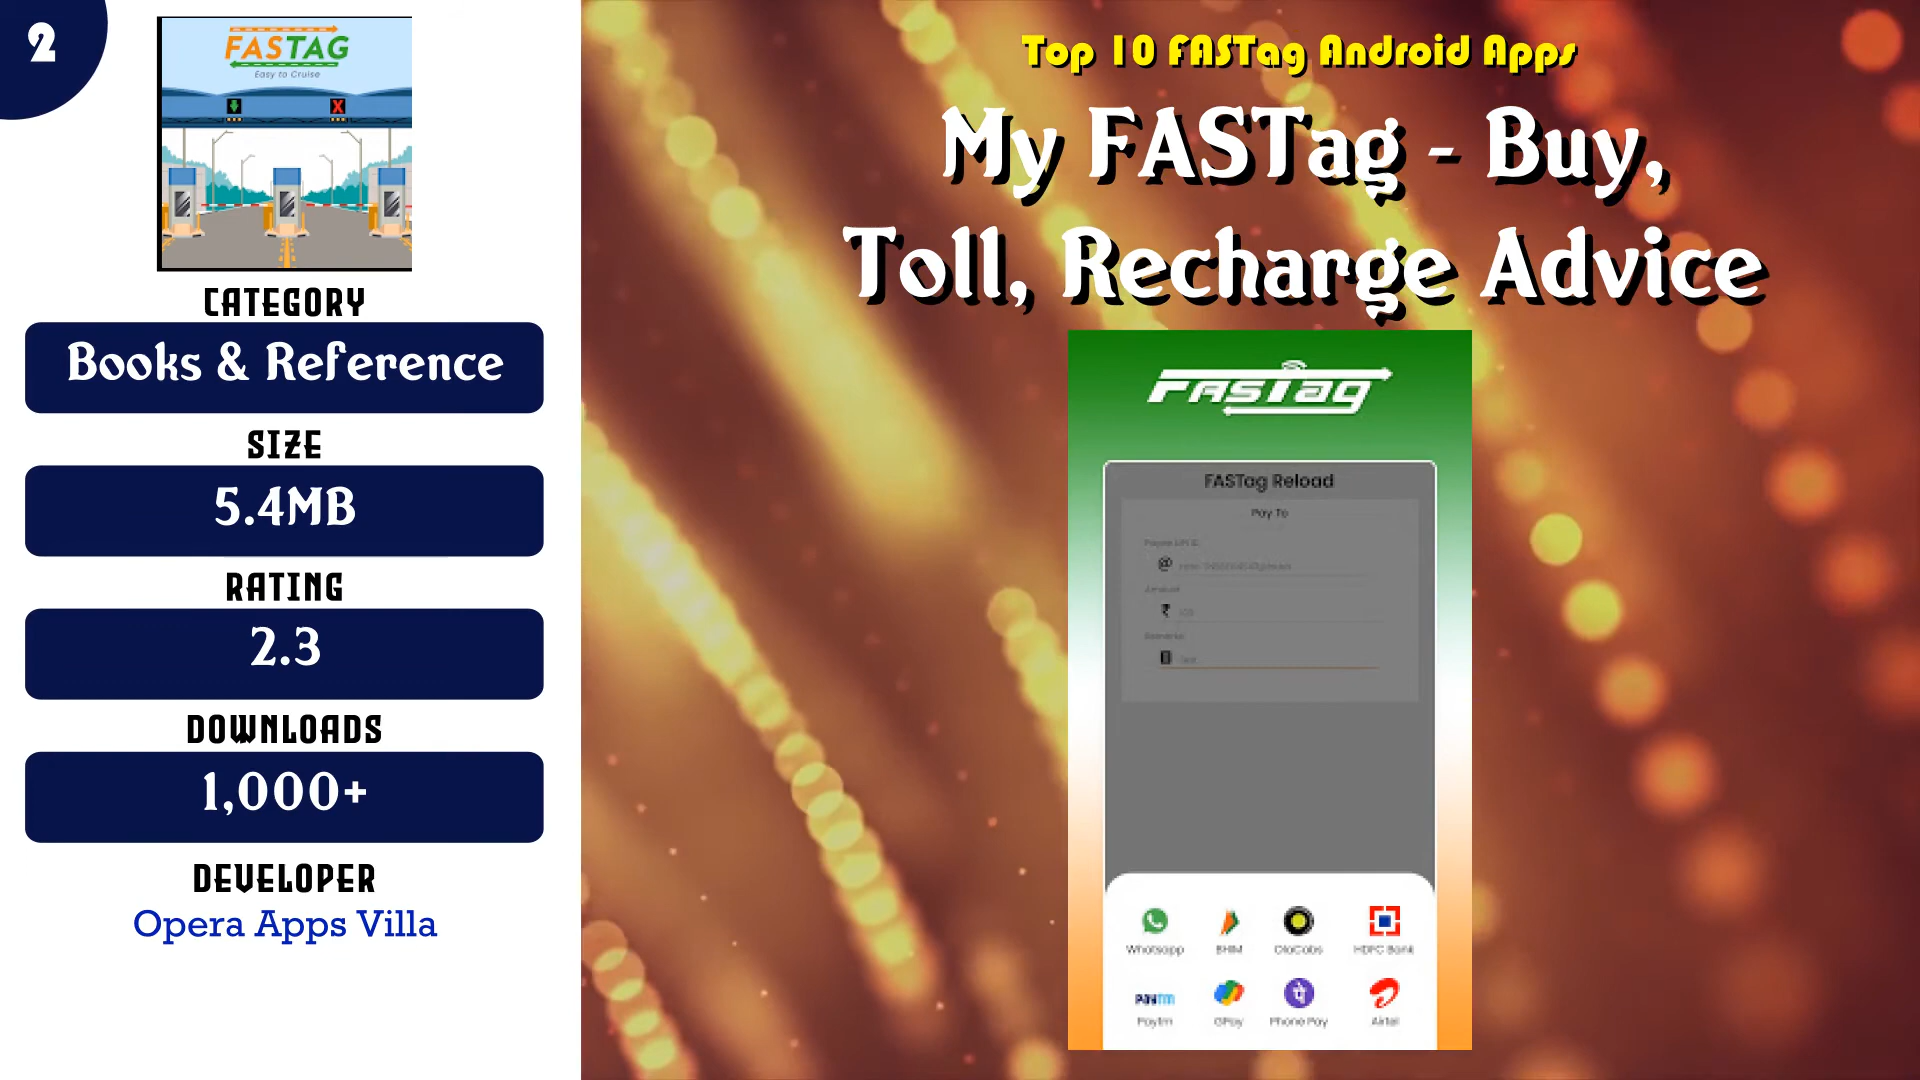 2
FASTAG
Easy to Cruise
X
CATEGORY
Books & Reference
SIZE
5.4MB
RATING
2.3
DOWNLOADS
1,000+
DEVELOPER
Opera Apps Villa
Top 10 FASTag Android Apps
My FASTag - Buy,
Toll, Recharge Advice
FASTag
FASTag Reload
Pay To
@
Amount
₹
Remarks
Whatsapp BHIM OlaCabs HDFC Bank
PAYTM
Paytm GPay Phone Pay Airtel